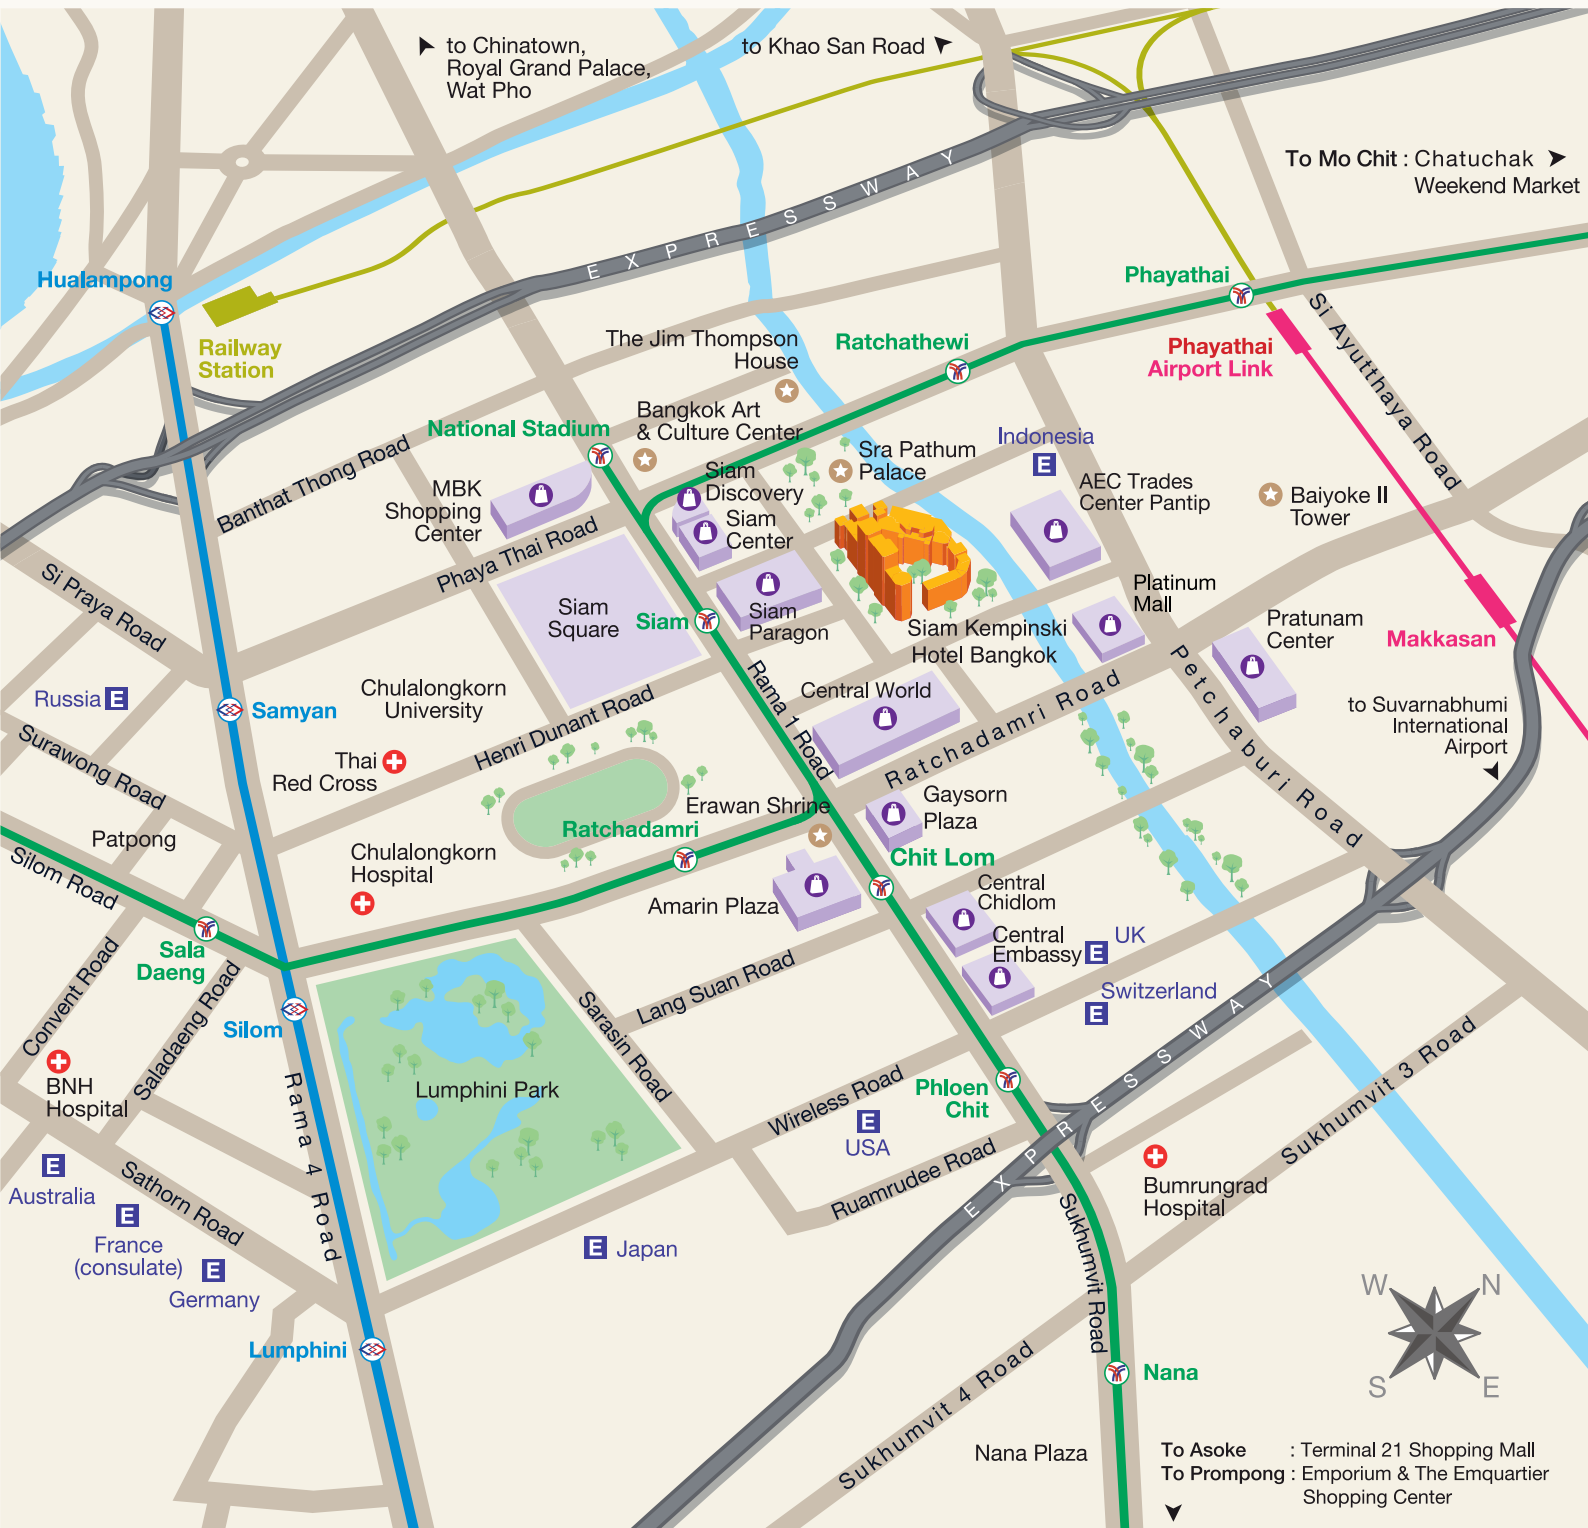 to Chinatown,
Royal Grand Palace,
Wat Pho
to Khao San Road
To Mo Chit : Chatuchak
Weekend Market
EXPRESSWAY
Hualampong
Railway
Station
Phayathai
Phayathai
Airport Link
Si Ayutthaya Road
The Jim Thompson
House
Ratchathewi
National Stadium
Bangkok Art
& Culture Center
Sra Pathum
Palace
Indonesia
E
AEC Trades
Center Pantip
Baiyoke II
Tower
Banthat Thong Road
MBK
Shopping
Center
Siam
Discovery
Siam
Center
Phaya Thai Road
Si Praya Road
Siam
Square
Siam
Siam
Paragon
Siam Kempinski
Hotel Bangkok
Platinum
Mall
Pratunam
Center
Makkasan
to Suvarnabhumi
International
Airport
Russia E
Samyan
Chulalongkorn
University
Henri Dunant Road
Rama 1 Road
Central World
Ratchadamri Road
Petchaburi Road
Surawong Road
Thai
Red Cross
Patpong
Silom Road
Erawan Shrine
Ratchadamri
Gaysorn
Plaza
Chit Lom
Chulalongkorn
Hospital
Amarin Plaza
Central
Chidlom
Central
Embassy
E UK
Switzerland
E
Sala
Daeng
Convent Road
Saladaeng Road
Silom
Lang Suan Road
Sarasin Road
EXPRESSWAY
BNH
Hospital
Rama 4 Road
Lumphini Park
Wireless Road
Phloen
Chit
E
USA
Ruamrudee Road
Sukhumvit 3 Road
Bumrungrad
Hospital
E
Australia
Sathorn Road
E
France
(consulate)
E
Germany
E Japan
Sukhumvit Road
Lumphini
Nana
Sukhumvit 4 Road
Nana Plaza
W N
S E
To Asoke : Terminal 21 Shopping Mall
To Prompong : Emporium & The Emquartier
Shopping Center